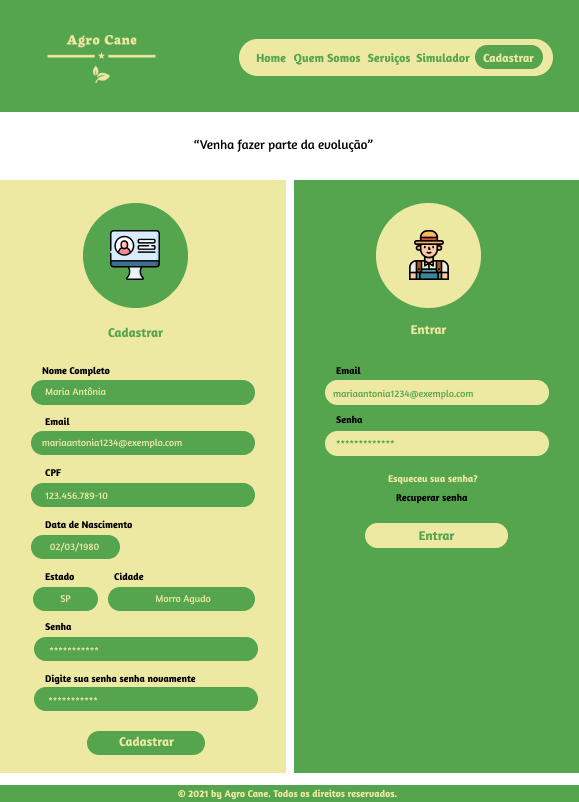 Agro Cane
Home Quem Somos Serviços Simulador Cadastrar
“Venha fazer parte da evolução”
Cadastrar
Nome Completo
Maria Antônia
Email
mariaantonia1234@exemplo.com
CPF
123.456.789-10
Data de Nascimento
02/03/1980
Estado Cidade
SP Morro Agudo
Senha
***********
Digite sua senha senha novamente
***********
Cadastrar
Entrar
Email
mariaantonia1234@exemplo.com
Senha
*************
Esqueceu sua senha?
Recuperar senha
Entrar
© 2021 by Agro Cane. Todos os direitos reservados.